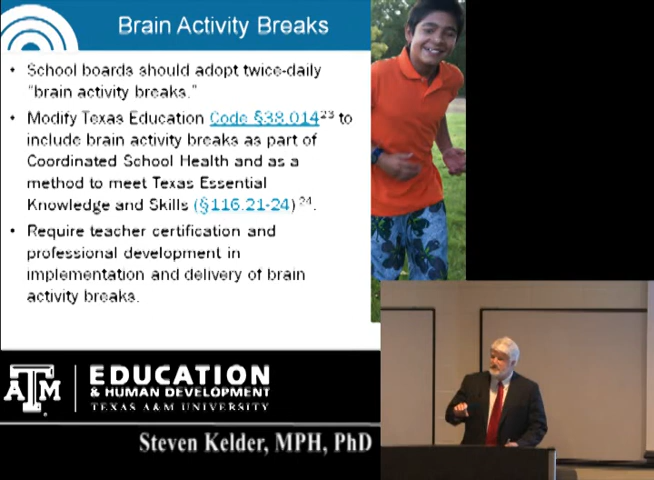 Brain Activity Breaks
• School boards should adopt twice-daily
"brain activity breaks."
• Modify Texas Education Code §38.014²³ to
include brain activity breaks as part of
Coordinated School Health and as a
method to meet Texas Essential
Knowledge and Skills (§116.21-24) ²⁴.
• Require teacher certification and
professional development in
implementation and delivery of brain
activity breaks.
ATM
EDUCATION
& HUMAN DEVELOPMENT
TEXAS A&M UNIVERSITY
Steven Kelder, MPH, PhD